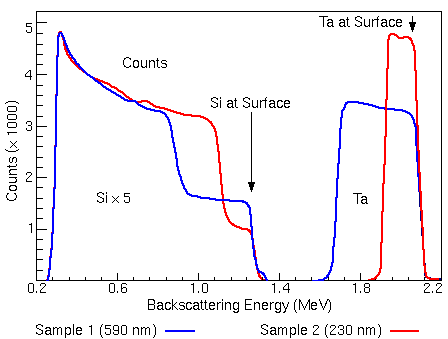 Ta at Surface
Counts
Si at Surface
Counts (× 1000)
5
4
3
2
1
Si × 5
Ta
0.2 0.6 1.0 1.4 1.8 2.2
Backscattering Energy (MeV)
Sample 1 (590 nm) Sample 2 (230 nm)